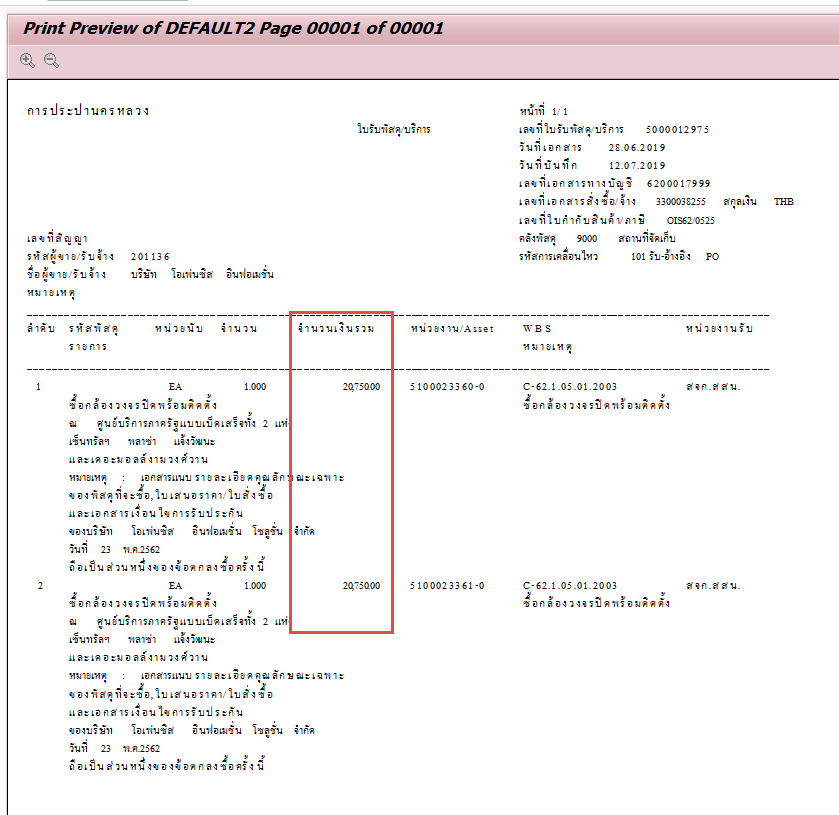 Print Preview of DEFAULT2 Page 00001 of 00001
การประปานครหลวง
หน้าที่ 1/ 1
ใบรับพัสดุ/บริการ
เลขที่ใบรับพัสดุ/บริการ 5000012975
วันที่เอกสาร 28.06.2019
วันที่บันทึก 12.07.2019
เลขที่เอกสารทางบัญชี 6200017999
เลขที่เอกสารสั่งซื้อ/จ้าง 3300038255 สกุลเงิน THB
เลขที่ใบกำกับสินค้า/ภาษี OIS62/0525
เลขที่สัญญา
คลังพัสดุ 9000 สถานที่จัดเก็บ
รหัสผู้ขาย/รับจ้าง 201136
รหัสการเคลื่อนไหว 101 รับ-อ้างอิง PO
ชื่อผู้ขาย/รับจ้าง บริษัท โอเพ่นซิส อินฟอเมชั่น
หมายเหตุ
ลำดับ รหัสพัสดุ หน่วยนับ จำนวน จำนวนเงินรวม หน่วยงาน/Asset WBS หน่วยงานรับ
รายการ หมายเหตุ
1 EA 1.000 20,750.00 5100023360-0 C-62.1.05.01.2003 สจก.สสน.
ซื้อกล้องวงจรปิดพร้อมติดตั้ง ซื้อกล้องวงจรปิดพร้อมติดตั้ง
ณ ศูนย์บริการภาครัฐแบบเบ็ดเสร็จทั้ง 2 แห่
เซ็นทรัลฯ พลาซ่า แจ้งวัฒนะ
และเดอะมอลล์งามวงศ์วาน
หมายเหตุ : เอกสารแนบรายละเอียดคุณลักษณะเฉพาะ
ของพัสดุที่จะซื้อ,ใบเสนอราคา/ใบสั่งซื้อ
และเอกสารเงื่อนไขการรับประกัน
ของบริษัท โอเพ่นซิส อินฟอเมชั่น โซลูชั่น จำกัด
วันที่ 23 พ.ค.2562
ถือเป็นส่วนหนึ่งของข้อตกลงซื้อครั้งนี้
2 EA 1.000 20,750.00 5100023361-0 C-62.1.05.01.2003 สจก.สสน.
ซื้อกล้องวงจรปิดพร้อมติดตั้ง ซื้อกล้องวงจรปิดพร้อมติดตั้ง
ณ ศูนย์บริการภาครัฐแบบเบ็ดเสร็จทั้ง 2 แห่
เซ็นทรัลฯ พลาซ่า แจ้งวัฒนะ
และเดอะมอลล์งามวงศ์วาน
หมายเหตุ : เอกสารแนบรายละเอียดคุณลักษณะเฉพาะ
ของพัสดุที่จะซื้อ,ใบเสนอราคา/ใบสั่งซื้อ
และเอกสารเงื่อนไขการรับประกัน
ของบริษัท โอเพ่นซิส อินฟอเมชั่น โซลูชั่น จำกัด
วันที่ 23 พ.ค.2562
ถือเป็นส่วนหนึ่งของข้อตกลงซื้อครั้งนี้